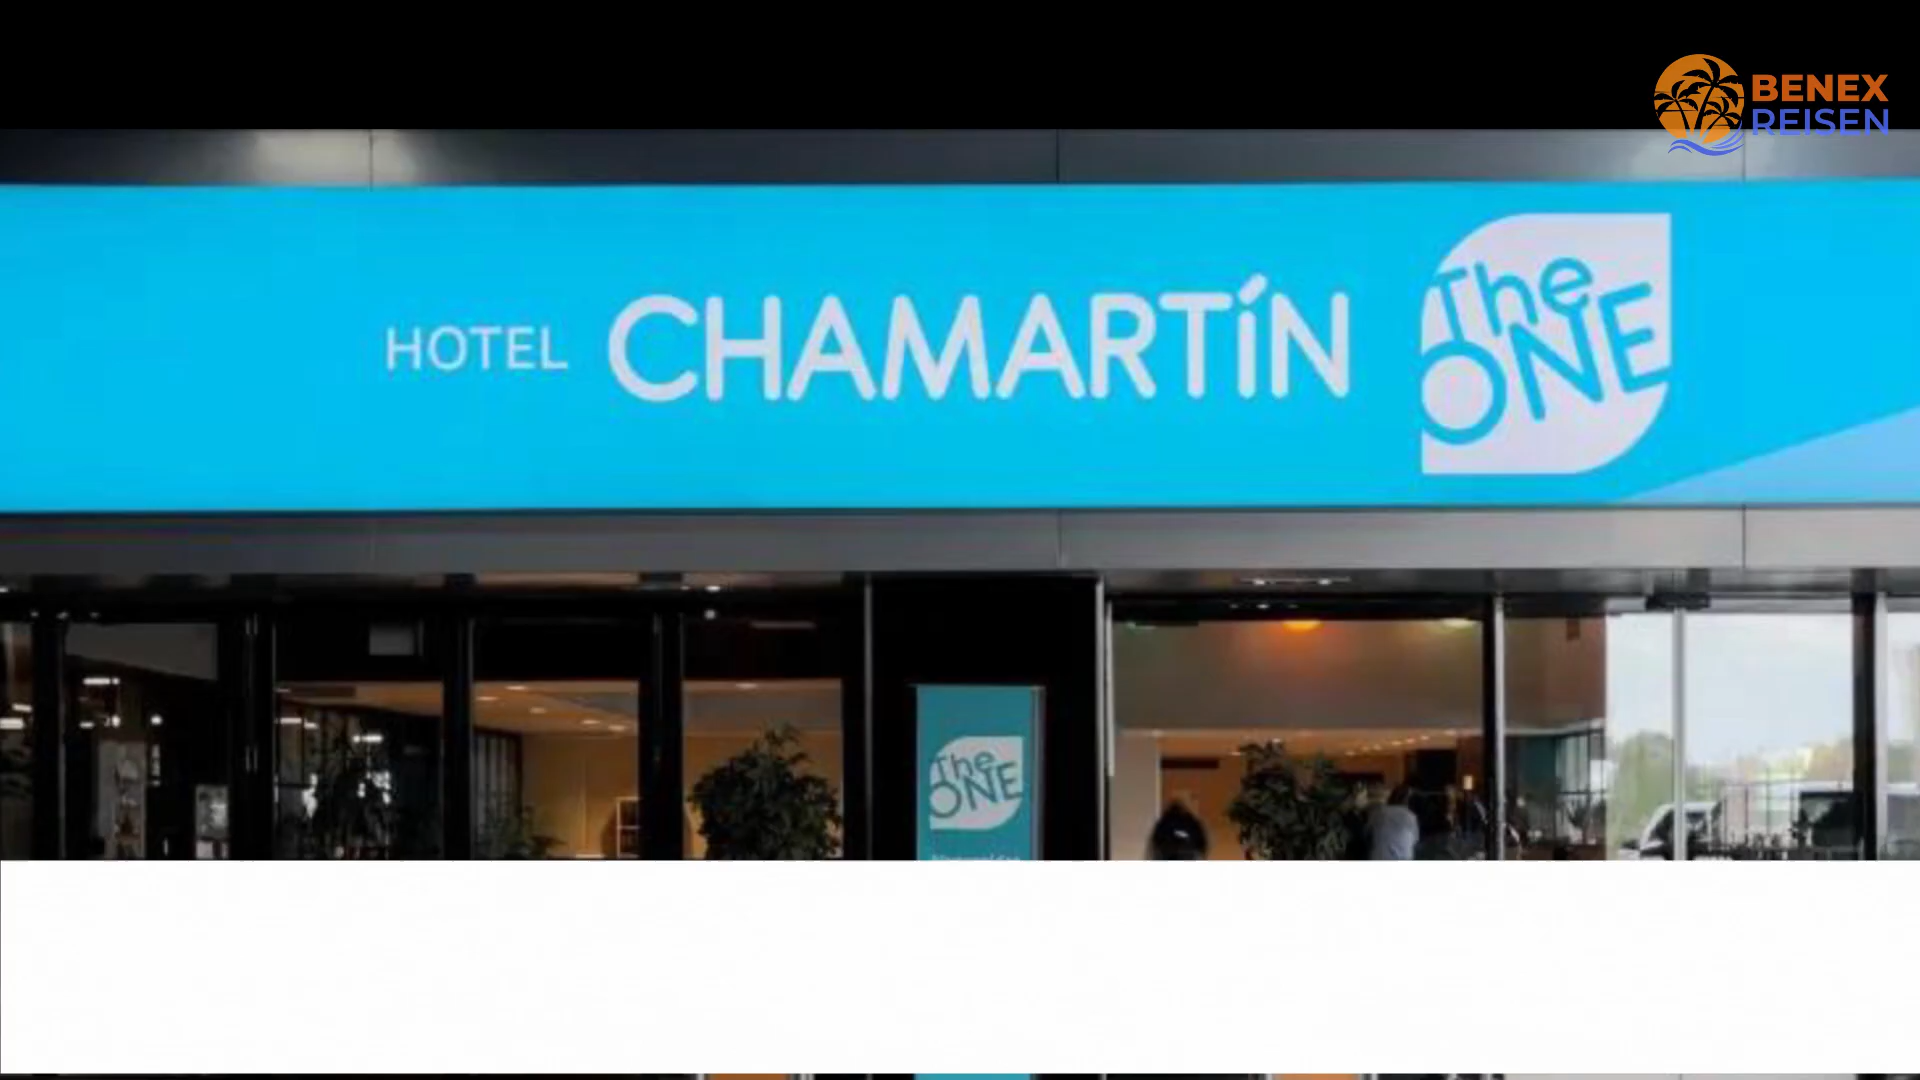 BENEX
REISEN
HOTEL CHAMARTÍN
The
ONE
The
ONE